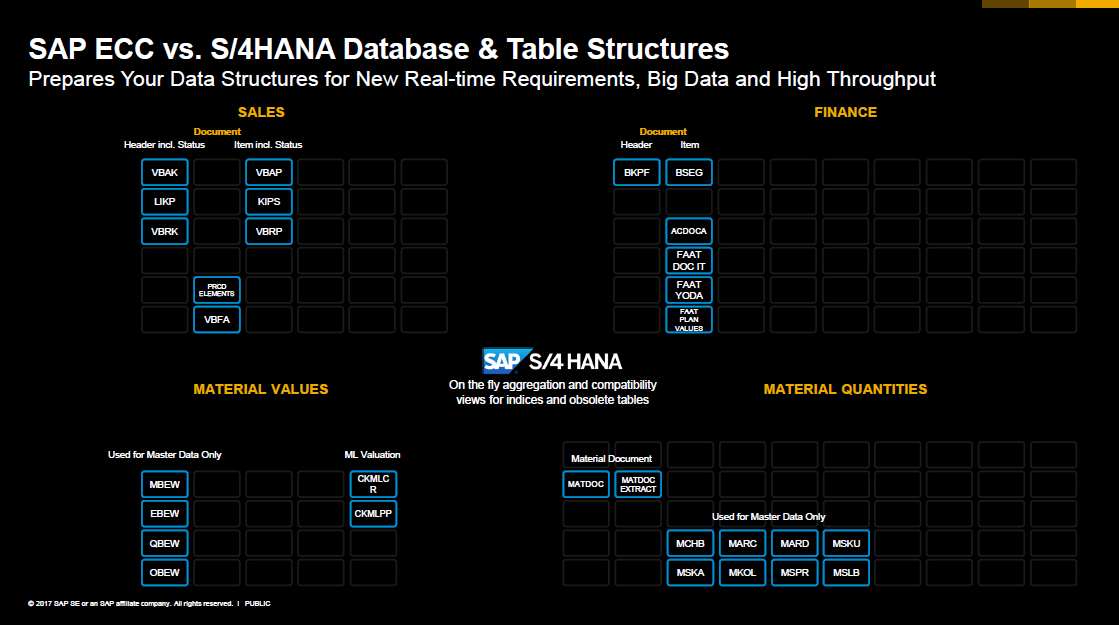 SAP ECC vs. S/4HANA Database & Table Structures
Prepares Your Data Structures for New Real-time Requirements, Big Data and High Throughput
SALES
Document
Header incl. Status
Item incl. Status
VBAK
VBAP
LIKP
KIPS
VBRK
VBRP
PRCD
ELEMENTS
VBFA
FINANCE
Document
Header
Item
BKPF
BSEG
ACDOCA
FAAT
DOC IT
FAAT
YODA
FAAT
PLAN
VALUES
SAP S/4HANA
On the fly aggregation and compatibility
views for indices and obsolete tables
MATERIAL VALUES
Used for Master Data Only
ML Valuation
MBEW
CKMLC
R
EBEW
CKMLPP
QBEW
OBEW
MATERIAL QUANTITIES
Material Document
MATDOC
MATDOC
EXTRACT
Used for Master Data Only
MCHB
MARC
MARD
MSKU
MSKA
MKOL
MSPR
MSLB
© 2017 SAP SE or an SAP affiliate company. All rights reserved. I PUBLIC